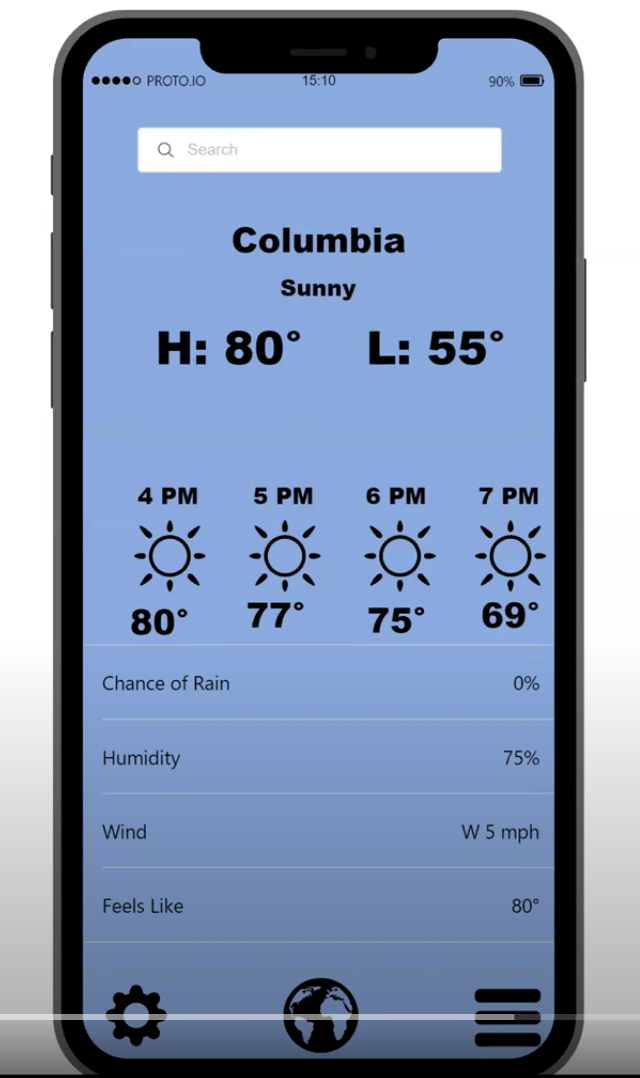 PROTO.IO 15:10 90%
Search
Columbia
Sunny
H: 80° L: 55°
4 PM 5 PM 6 PM 7 PM
80° 77° 75° 69°
Chance of Rain 0%
Humidity 75%
Wind W 5 mph
Feels Like 80°